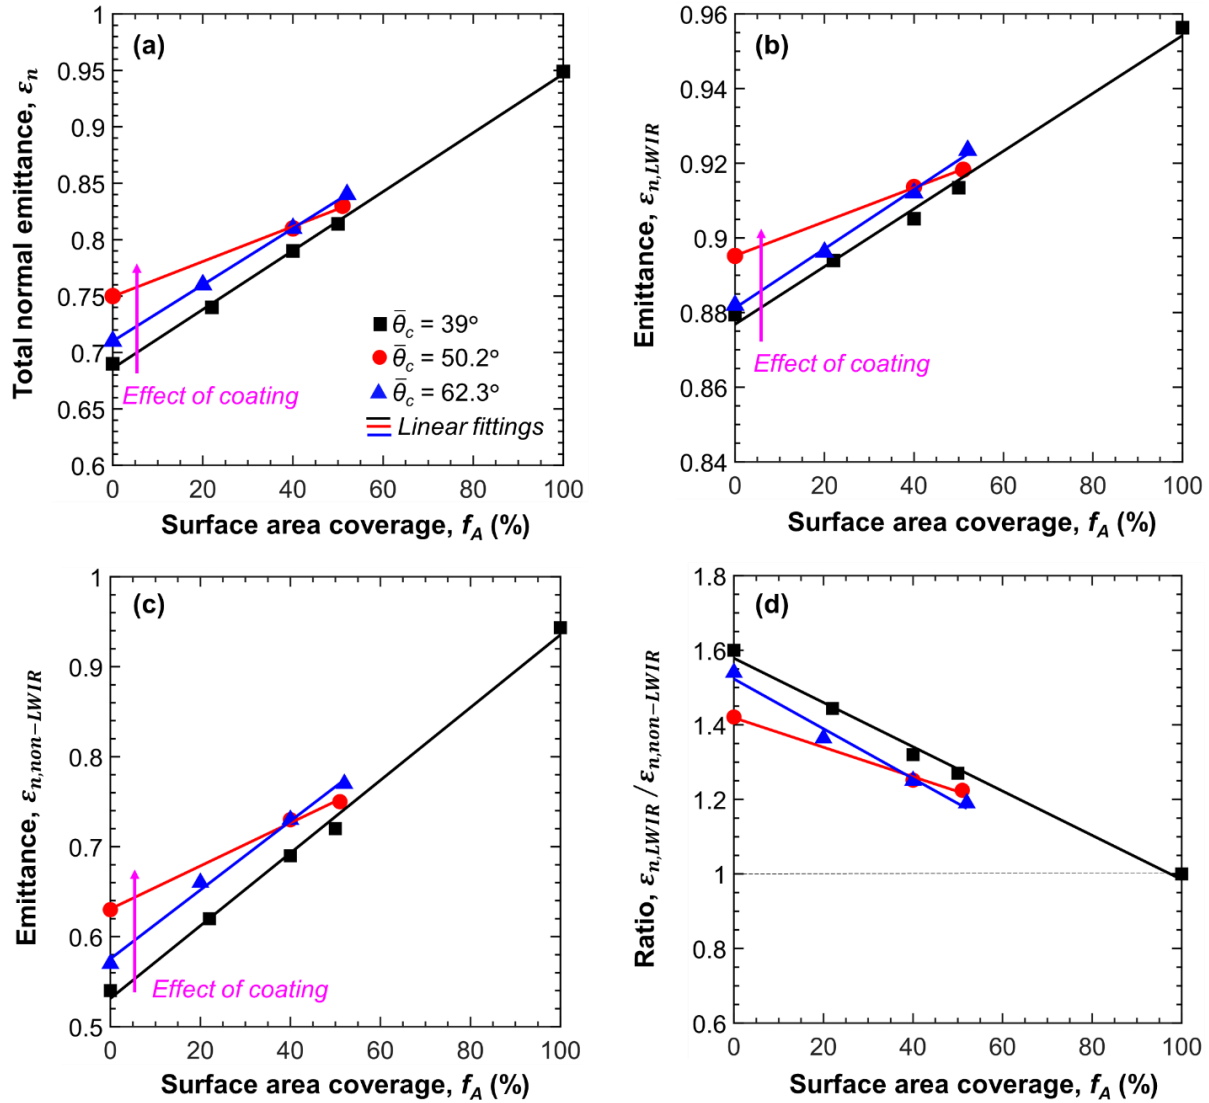 (a)
Total normal emittance, εn
1
0.95
0.9
0.85
0.8
0.75
0.7
0.65
0.6
0 20 40 60 80 100
Surface area coverage, fA (%)
Effect of coating
θ̅c = 39°
θ̅c = 50.2°
θ̅c = 62.3°
Linear fittings
(b)
Emittance, εn,LWIR
0.96
0.94
0.92
0.9
0.88
0.86
0.84
0 20 40 60 80 100
Surface area coverage, fA (%)
Effect of coating
(c)
Emittance, εn,non−LWIR
1
0.9
0.8
0.7
0.6
0.5
0 20 40 60 80 100
Surface area coverage, fA (%)
Effect of coating
(d)
Ratio, εn,LWIR/εn,non−LWIR
1.8
1.6
1.4
1.2
1
0.8
0.6
0 20 40 60 80 100
Surface area coverage, fA (%)